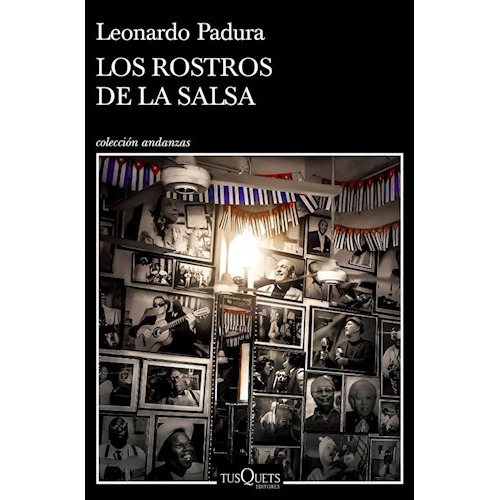 Leonardo Padura
LOS ROSTROS
DE LA SALSA
colección andanzas
TUSQUETS
EDITORES